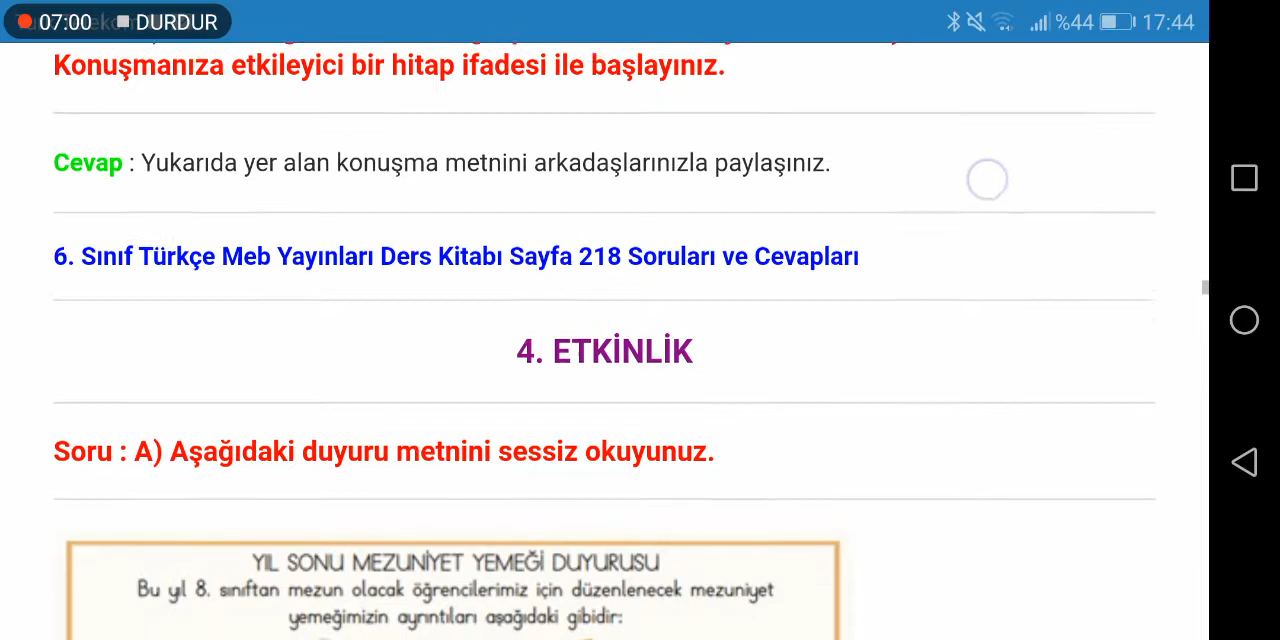 07:00 DURDUR %44 17:44
Konuşmanıza etkileyici bir hitap ifadesi ile başlayınız.
Cevap : Yukarıda yer alan konuşma metnini arkadaşlarınızla paylaşınız.
6. Sınıf Türkçe Meb Yayınları Ders Kitabı Sayfa 218 Soruları ve Cevapları
4. ETKİNLİK
Soru : A) Aşağıdaki duyuru metnini sessiz okuyunuz.
YIL SONU MEZUNİYET YEMEĞİ DUYURUSU
Bu yıl 8. sınıftan mezun olacak öğrencilerimiz için düzenlenecek mezuniyet
yemeğimizin ayrıntıları aşağıdaki gibidir: